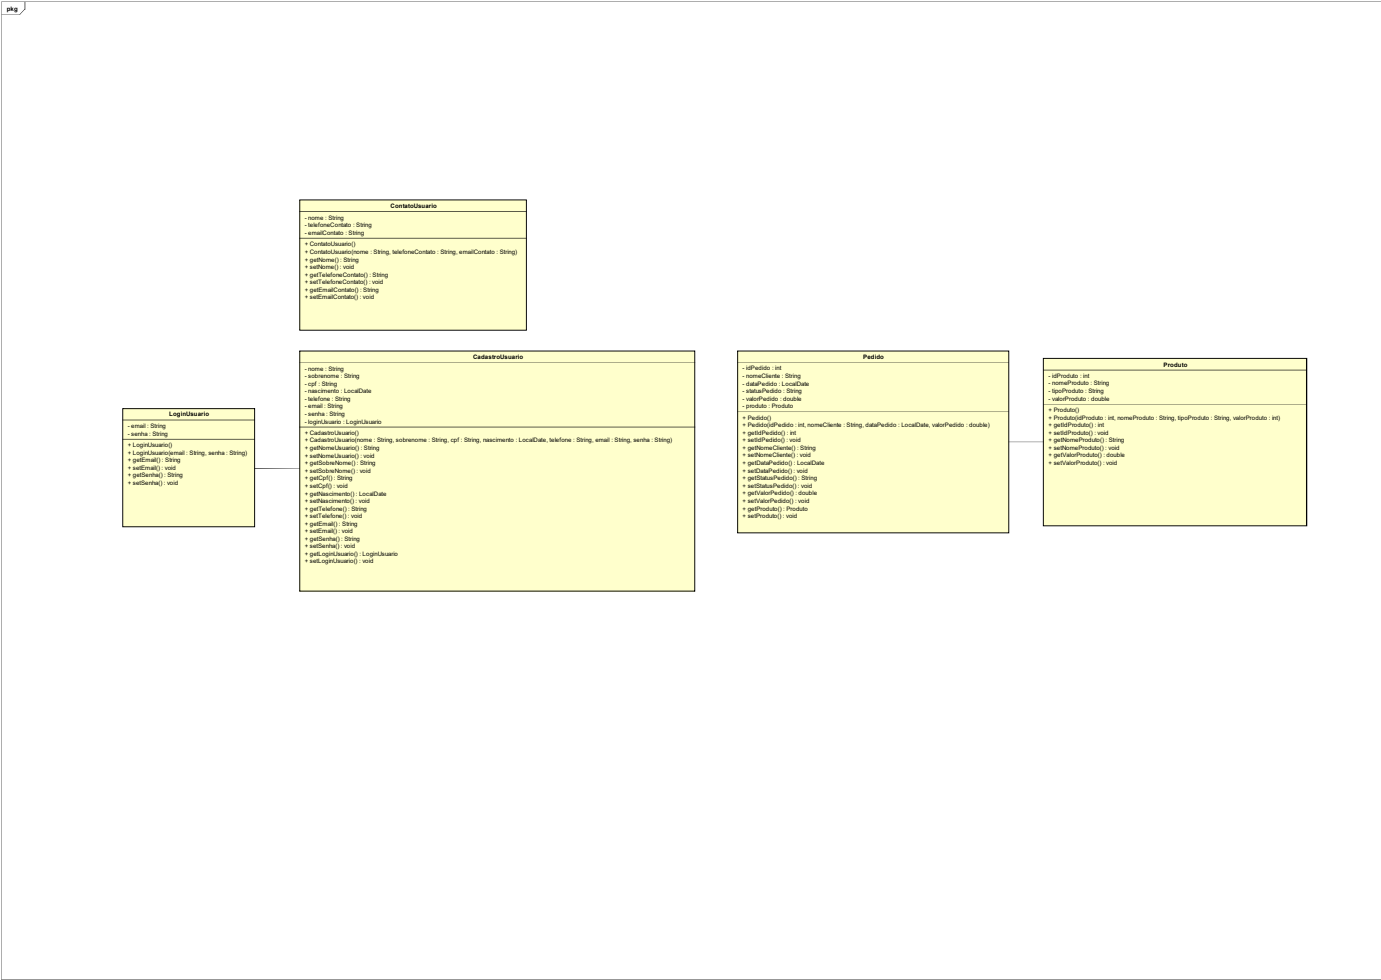 pkg
ContatoUsuario
- nome : String
- telefoneContato : String
- emailContato : String
+ ContatoUsuario()
+ ContatoUsuario(nome : String, telefoneContato : String, emailContato : String)
+ getNome() : String
+ setNome() : void
+ getTelefoneContato() : String
+ setTelefoneContato() : void
+ getEmailContato() : String
+ setEmailContato() : void
LoginUsuario
- email : String
- senha : String
+ LoginUsuario()
+ LoginUsuario(email : String, senha : String)
+ getEmail() : String
+ setEmail() : void
+ getSenha() : String
+ setSenha() : void
CadastroUsuario
- nome : String
- sobrenome : String
- cpf : String
- nascimento : LocalDate
- telefone : String
- email : String
- senha : String
- loginUsuario : LoginUsuario
+ CadastroUsuario()
+ CadastroUsuario(nome : String, sobrenome : String, cpf : String, nascimento : LocalDate, telefone : String, email : String, senha : String)
+ getNomeUsuario() : String
+ setNomeUsuario() : void
+ getSobreNome() : String
+ setSobreNome() : void
+ getCpf() : String
+ setCpf() : void
+ getNascimento() : LocalDate
+ setNascimento() : void
+ getTelefone() : String
+ setTelefone() : void
+ getEmail() : String
+ setEmail() : void
+ getSenha() : String
+ setSenha() : void
+ getLoginUsuario() : LoginUsuario
+ setLoginUsuario() : void
Pedido
- idPedido : int
- nomeCliente : String
- dataPedido : LocalDate
- statusPedido : String
- valorPedido : double
- produto : Produto
+ Pedido()
+ Pedido(idPedido : int, nomeCliente : String, dataPedido : LocalDate, valorPedido : double)
+ getIdPedido() : int
+ setIdPedido() : void
+ getNomeCliente() : String
+ setNomeCliente() : void
+ getDataPedido() : LocalDate
+ setDataPedido() : void
+ getStatusPedido() : String
+ setStatusPedido() : void
+ getValorPedido() : double
+ setValorPedido() : void
+ getProduto() : Produto
+ setProduto() : void
Produto
- idProduto : int
- nomeProduto : String
- tipoProduto : String
- valorProduto : double
+ Produto()
+ Produto(idProduto : int, nomeProduto : String, tipoProduto : String, valorProduto : int)
+ getIdProduto() : int
+ setIdProduto() : void
+ getNomeProduto() : String
+ setNomeProduto() : void
+ getValorProduto() : double
+ setValorProduto() : void